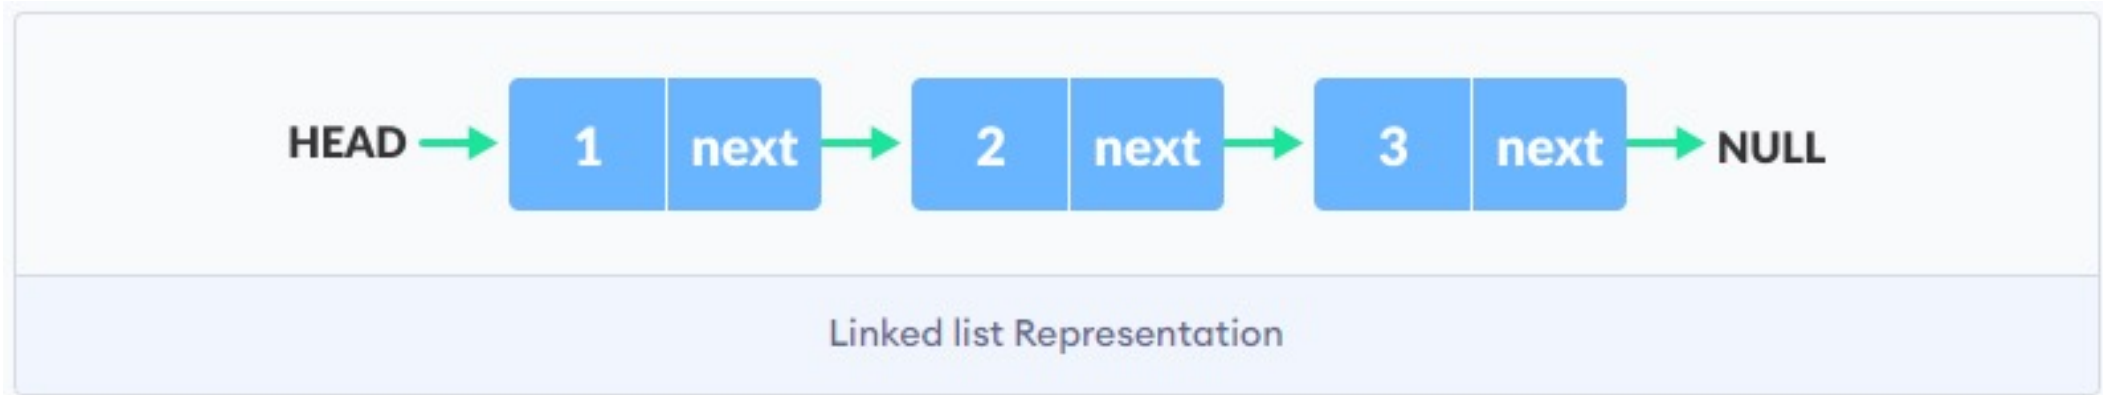 HEAD 1 next 2 next 3 next NULL
Linked list Representation